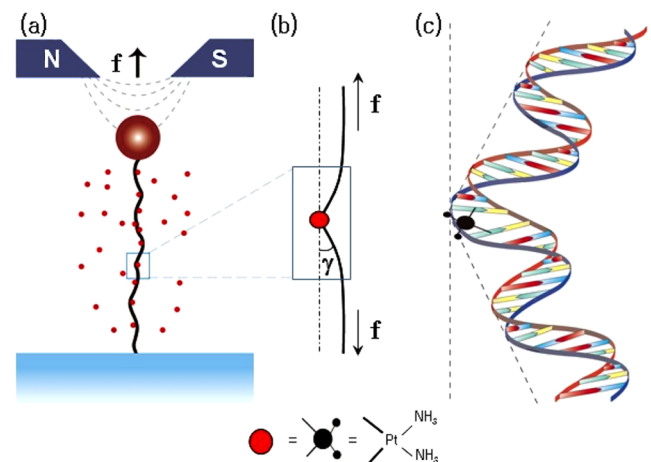 (a)
(b)
(c)
N
f
S
f
γ
f
= = Pt
NH₃
NH₃